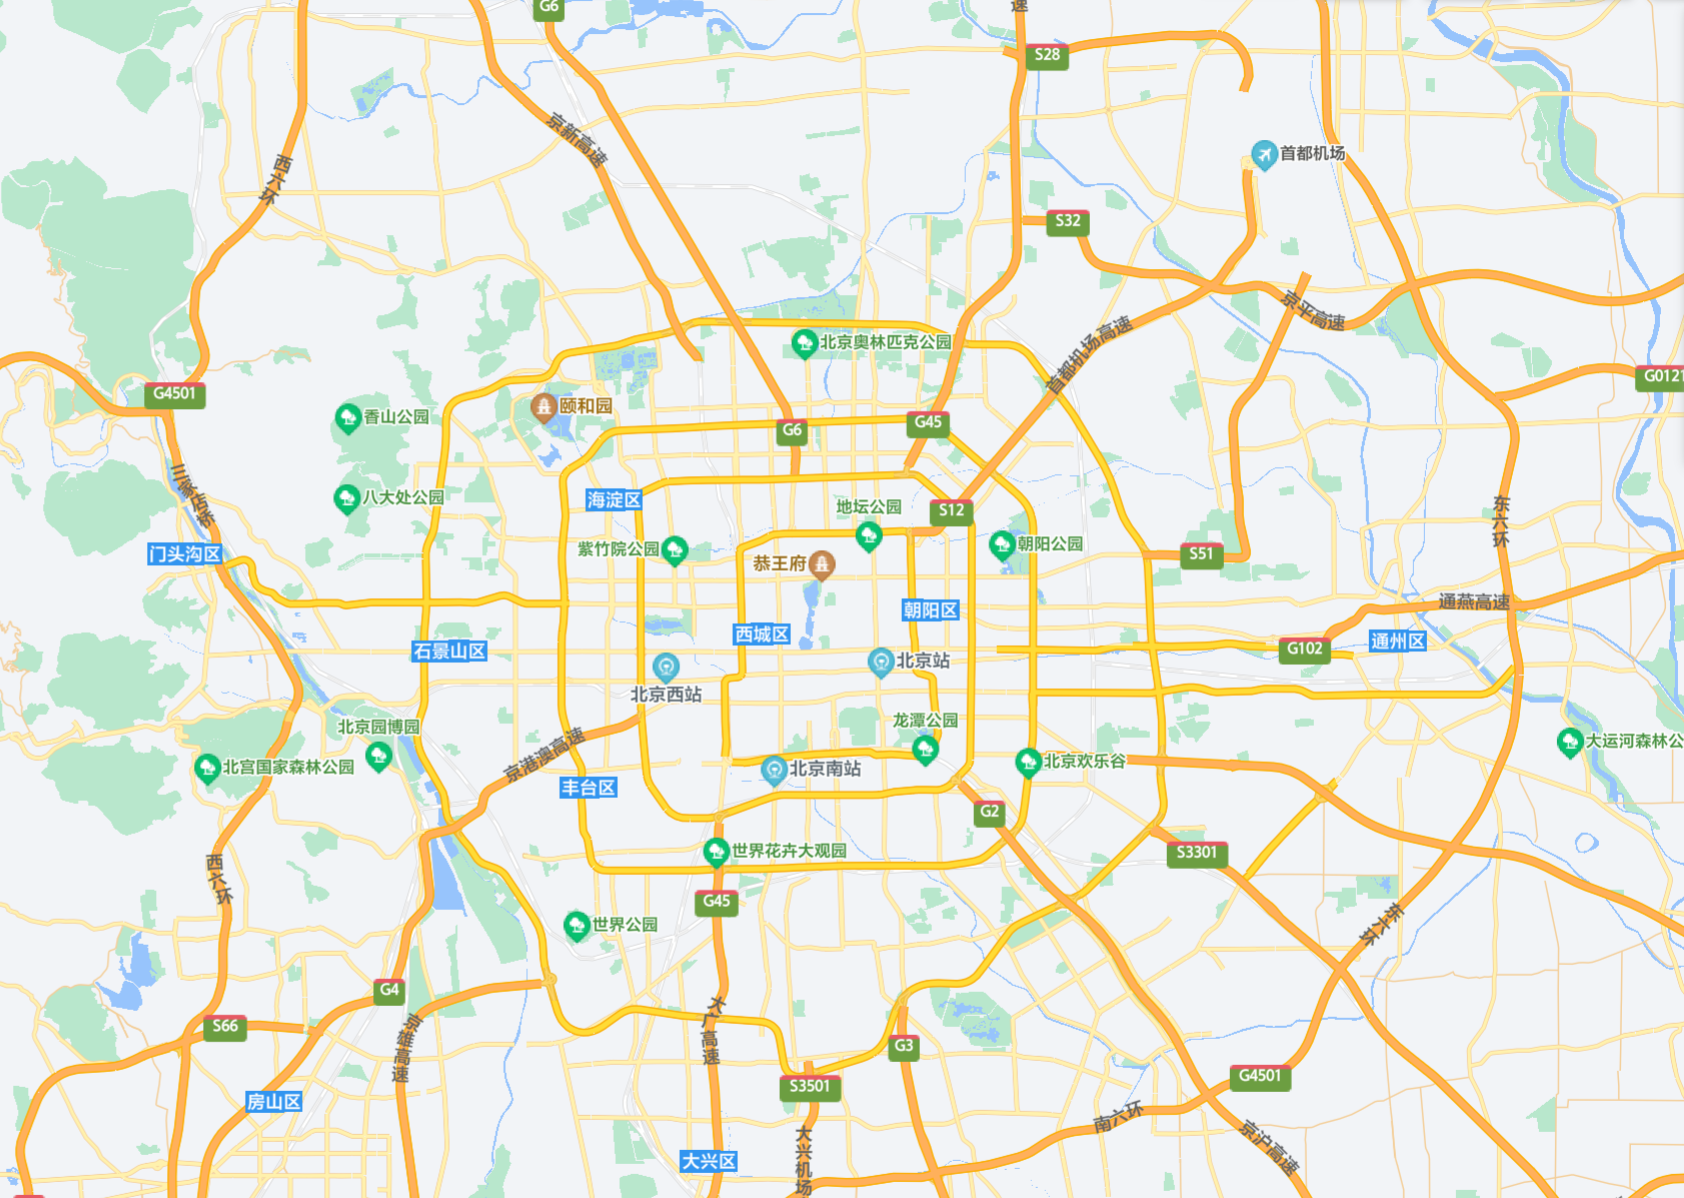 G6
速
S28
京新高速
首都机场
西六环
S32
京平高速
首都机场高速
北京奥林匹克公园
G4501
G0121
香山公园
颐和园
G6
G45
三家店桥
八大处公园
海淀区
地坛公园
S12
东六环
门头沟区
紫竹院公园
恭王府
朝阳公园
S51
朝阳区
通燕高速
石景山区
西城区
G102
通州区
北京站
北京西站
北京园博园
龙潭公园
京港澳高速
大运河森林公
北宫国家森林公园
北京南站
北京欢乐谷
丰台区
G2
世界花卉大观园
S3301
西六环
G45
世界公园
东六环
G4
S66
大广高速
京雄高速
G3
S3501
G4501
房山区
南六环
大兴机场
京沪高速
大兴区